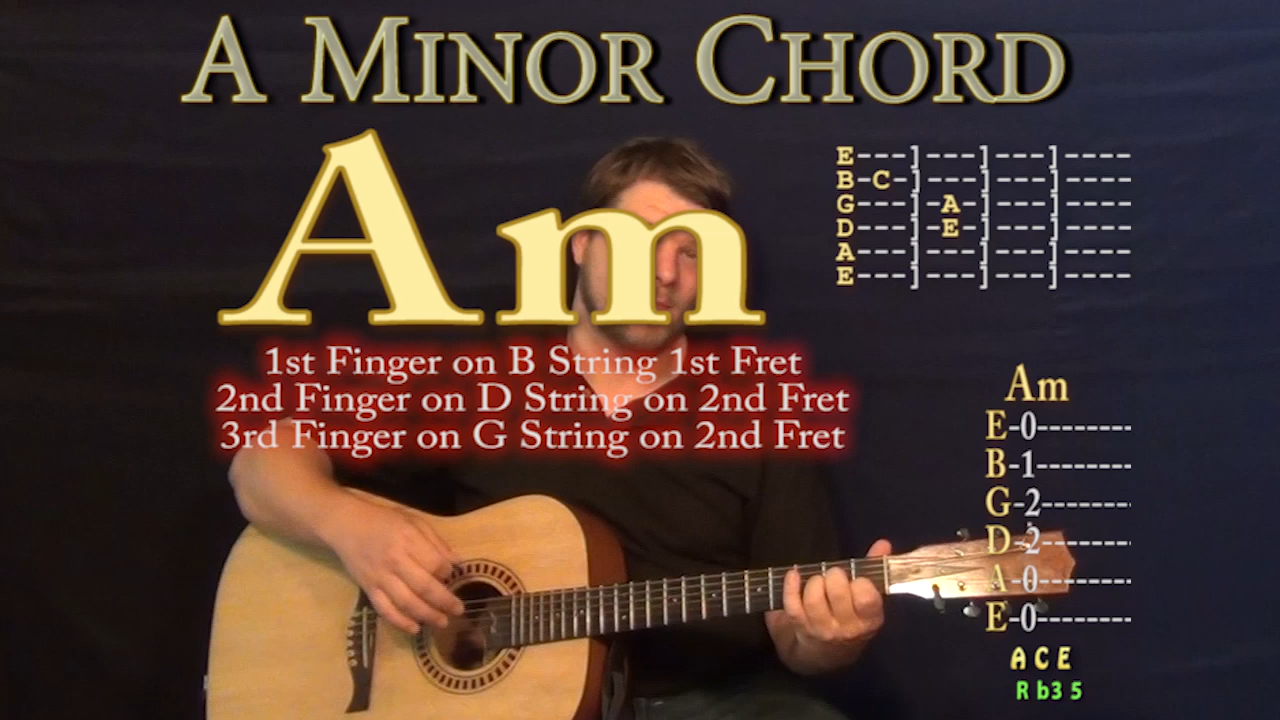 A Minor Chord
Am
1st Finger on B String 1st Fret
2nd Finger on D String on 2nd Fret
3rd Finger on G String on 2nd Fret
E---]---]---]----
B-C-]---]---]----
G---]-A-]---]----
D---]-E-]---]----
A---]---]---]----
E---]---]---]----
Am
E-0--------
B-1--------
G-2--------
D-2--------
A-0--------
E-0--------
A C E
R b3 5